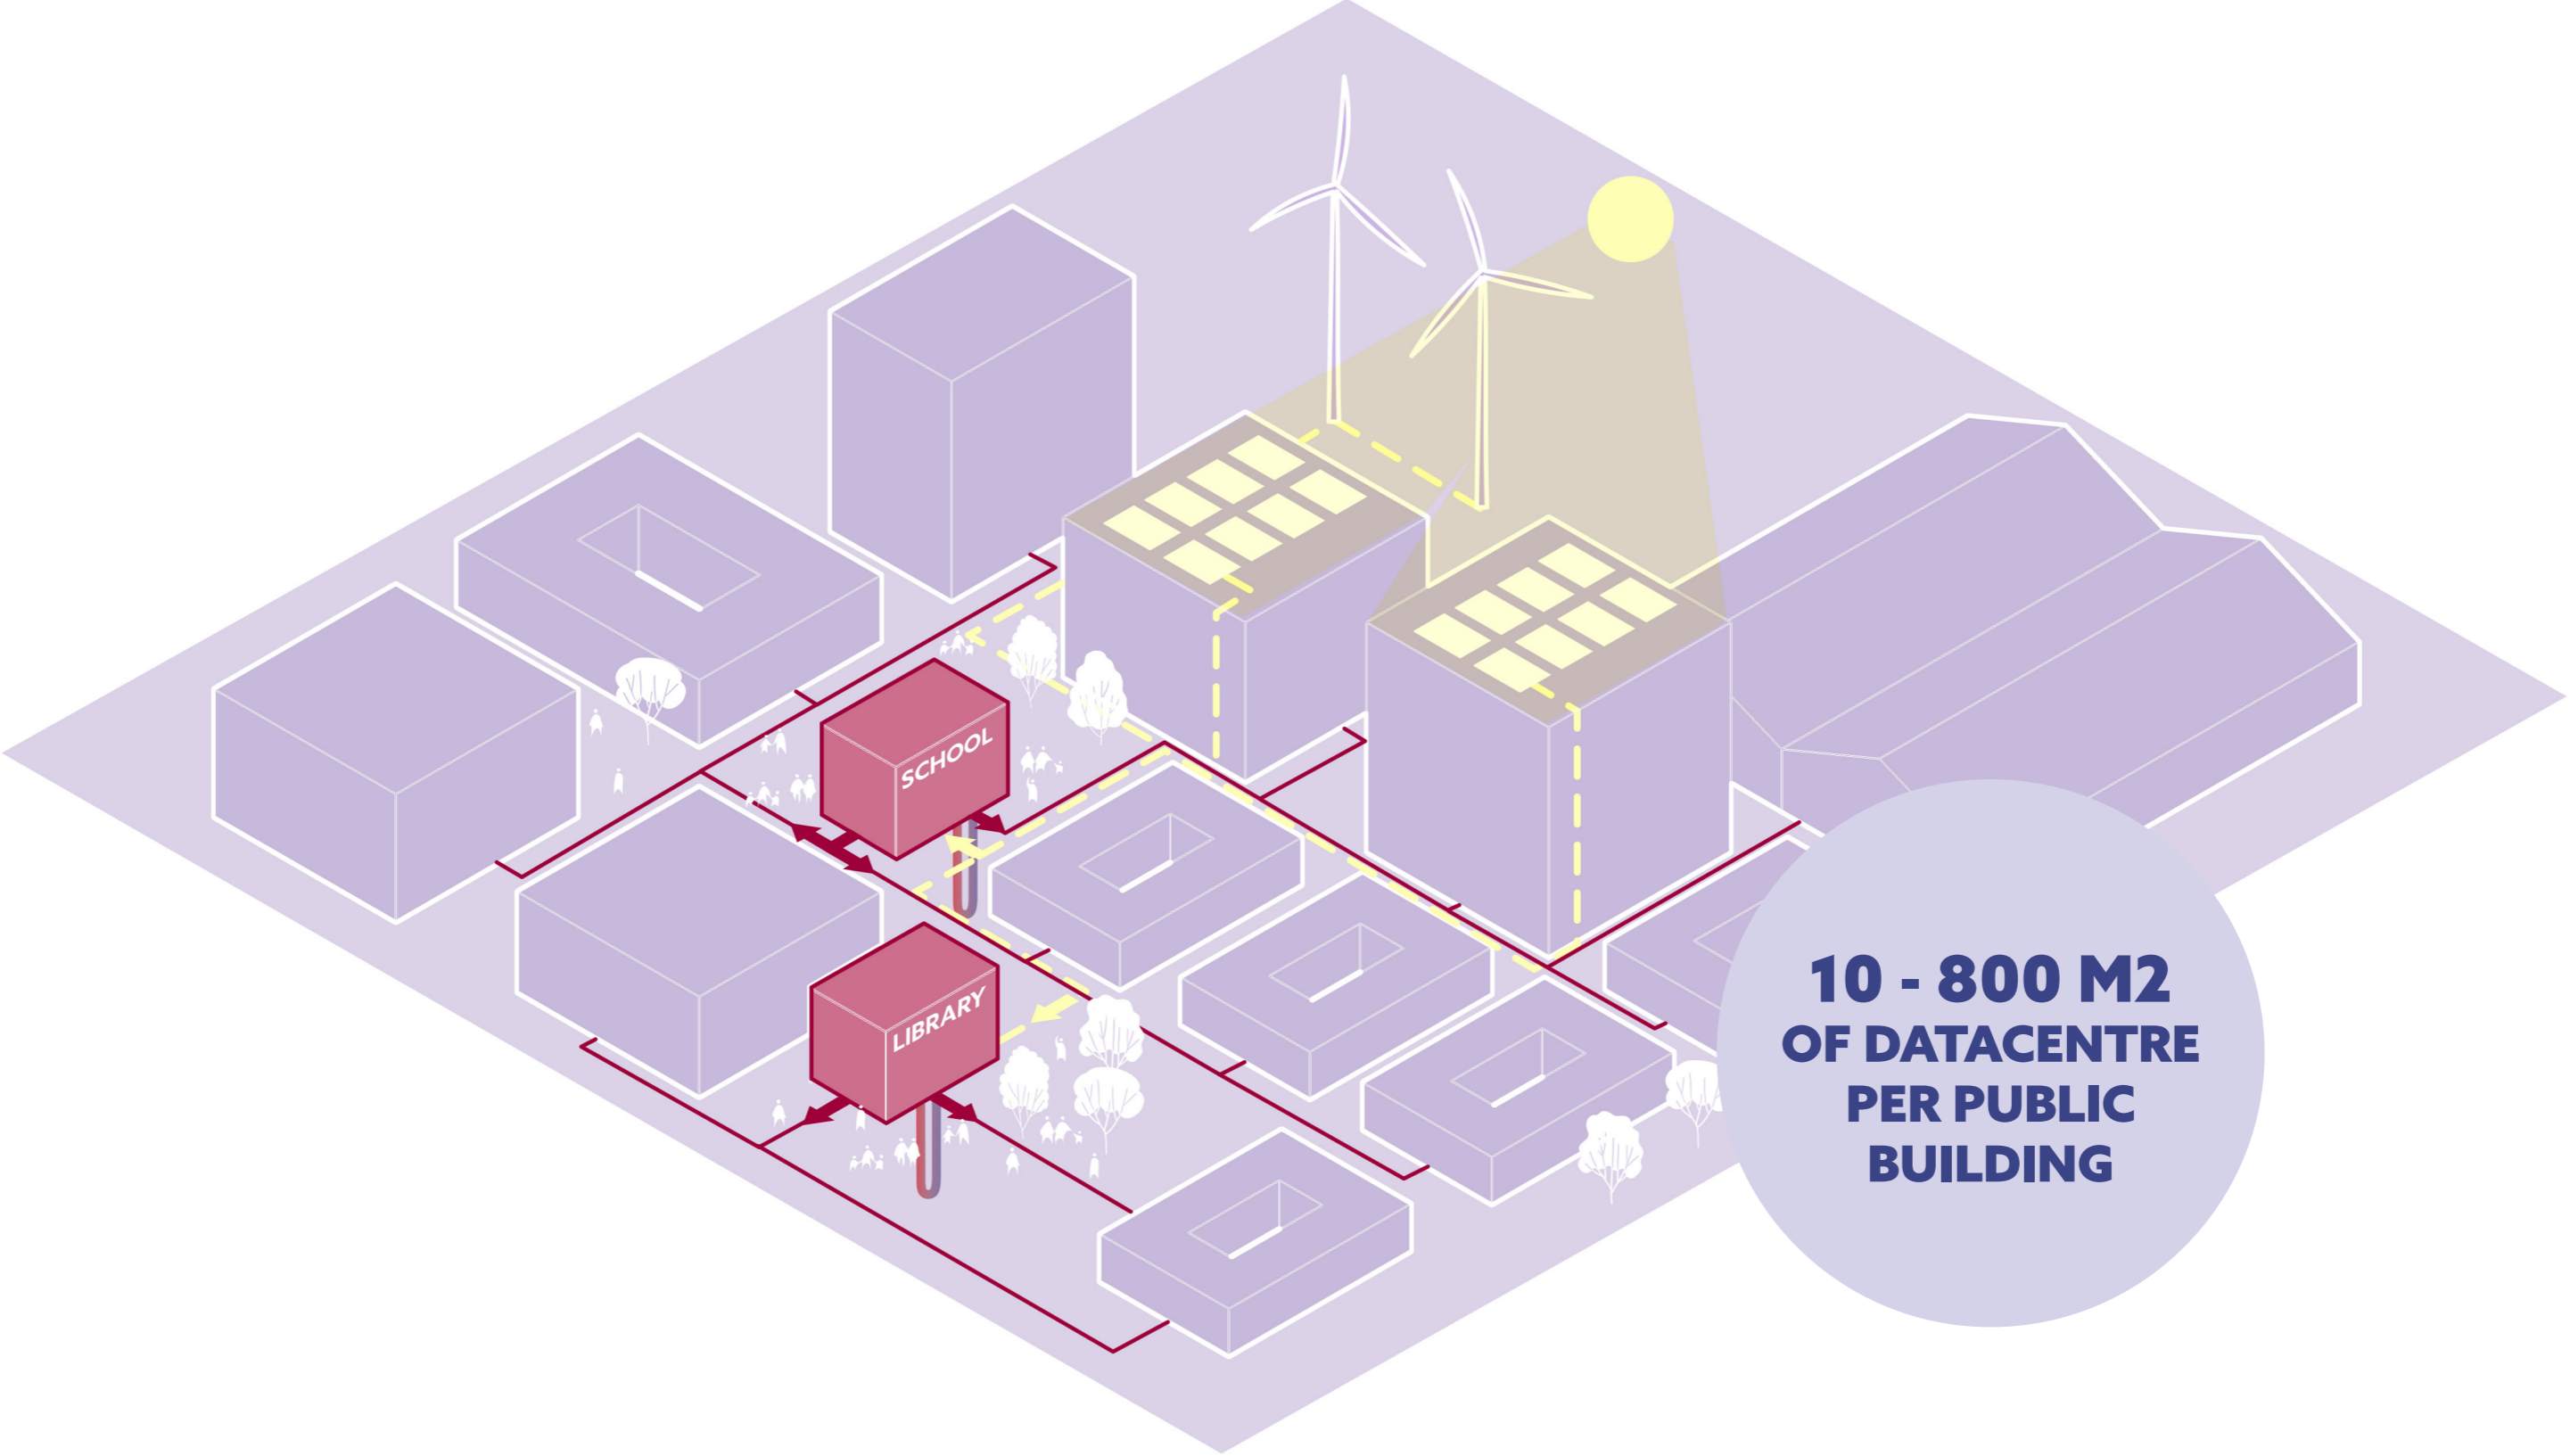 SCHOOL
LIBRARY
10 - 800 M2
OF DATACENTRE
PER PUBLIC
BUILDING